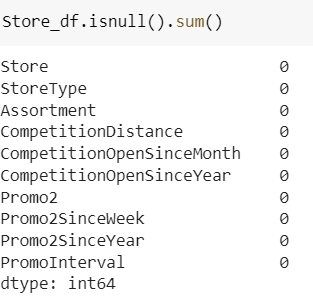 Store_df.isnull().sum()
Store 0
StoreType 0
Assortment 0
CompetitionDistance 0
CompetitionOpenSinceMonth 0
CompetitionOpenSinceYear 0
Promo2 0
Promo2SinceWeek 0
Promo2SinceYear 0
PromoInterval 0
dtype: int64